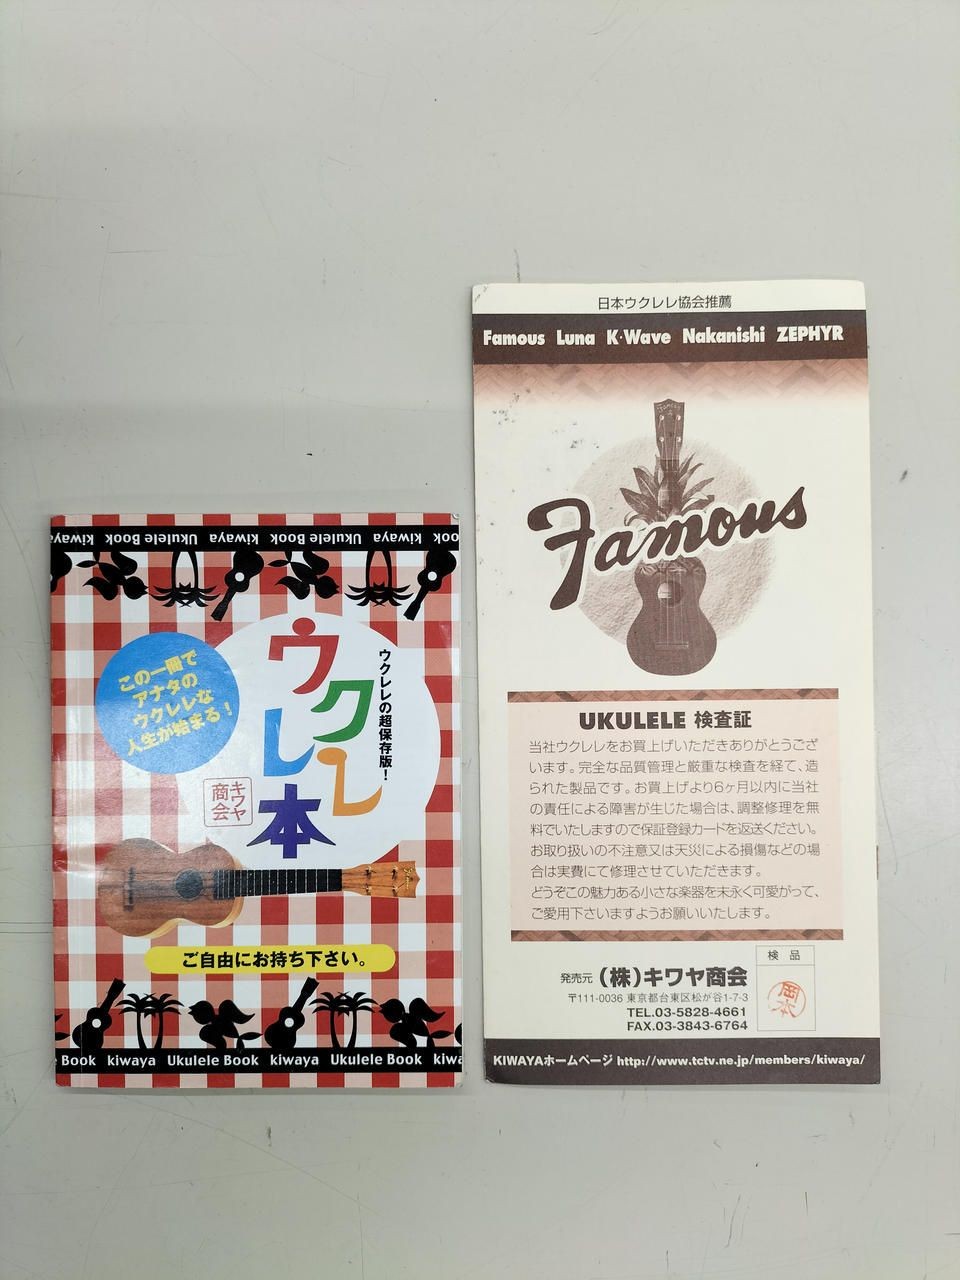 kiwaya Ukulele Book kiwaya Ukulele Book kiwaya
この一冊で
アナタの
ウクレレな
人生が始まる！
ウクレレ本
ウクレレの超保存版！
キワヤ
商会
ご自由にお持ち下さい。
Book kiwaya Ukulele Book kiwaya Ukulele Book
日本ウクレレ協会推薦
Famous Luna K·Wave Nakanishi ZEPHYR
Famous
UKULELE 検査証
当社ウクレレをお買上げいただきありがとうござ
います。完全な品質管理と厳重な検査を経て、造
られた製品です。お買上げより6ヶ月以内に当社
の責任による障害が生じた場合は、調整修理を無
料でいたしますので保証登録カードを返送ください。
お取り扱いの不注意又は天災による損傷などの場
合は実費にて修理させていただきます。
どうぞこの魅力ある小さな楽器を末永く可愛がって、
ご愛用下さいますようお願いいたします。
検品
岡本
発売元 (株)キワヤ商会
〒111-0036 東京都台東区松が谷1-7-3
TEL.03-5828-4661
FAX.03-3843-6764
KIWAYAホームページ http://www.tctv.ne.jp/members/kiwaya/